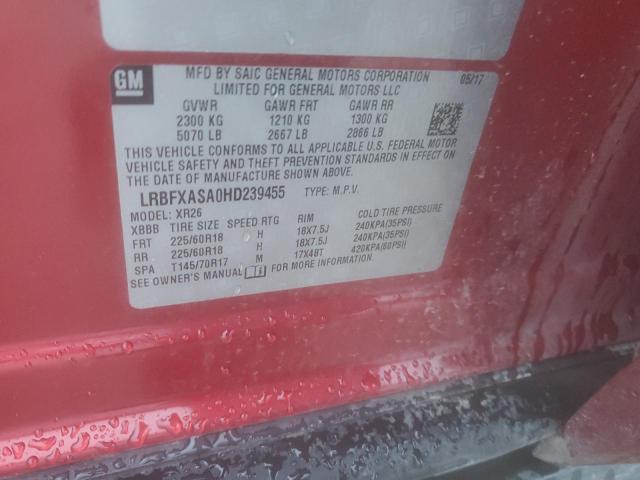 GM
MFD BY SAIC GENERAL MOTORS CORPORATION 05/17
LIMITED FOR GENERAL MOTORS LLC
GVWR GAWR FRT GAWR RR
2300 KG 1210 KG 1300 KG
5070 LB 2667 LB 2866 LB
THIS VEHICLE CONFORMS TO ALL APPLICABLE U.S. FEDERAL MOTOR
VEHICLE SAFETY AND THEFT PREVENTION STANDARDS IN EFFECT ON
THE DATE OF MANUFACTURE SHOWN ABOVE.
LRBFXASA0HD239455 TYPE: M.P.V.
MODEL: XR26
XBBB TIRE SIZE SPEED RTG RIM COLD TIRE PRESSURE
FRT 225/60R18 H 18X7.5J 240KPA(35PSI)
RR 225/60R18 H 18X7.5J 240KPA(35PSI)
SPA T145/70R17 M 17X4BT 420KPA(60PSI)
SEE OWNER'S MANUAL FOR MORE INFORMATION.